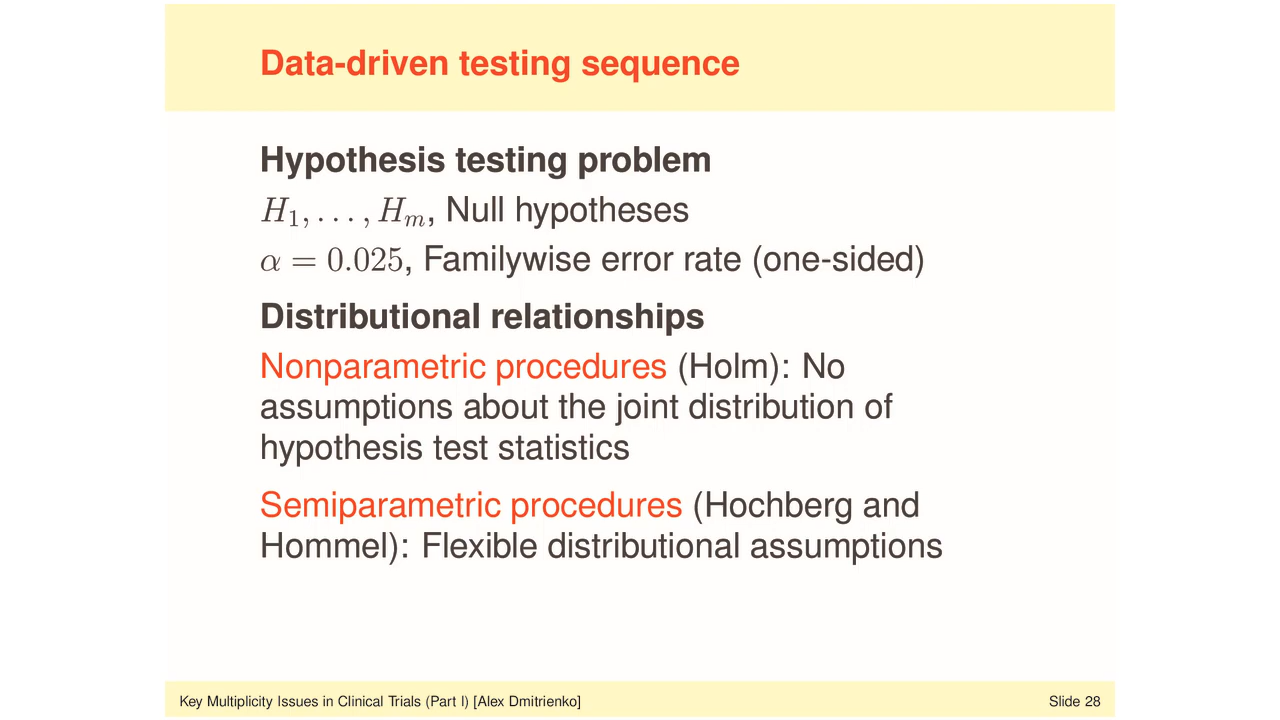 Data-driven testing sequence
Hypothesis testing problem
H₁, . . . , Hₘ, Null hypotheses
α = 0.025, Familywise error rate (one-sided)
Distributional relationships
Nonparametric procedures (Holm): No
assumptions about the joint distribution of
hypothesis test statistics
Semiparametric procedures (Hochberg and
Hommel): Flexible distributional assumptions
Key Multiplicity Issues in Clinical Trials (Part I) [Alex Dmitrienko]
Slide 28